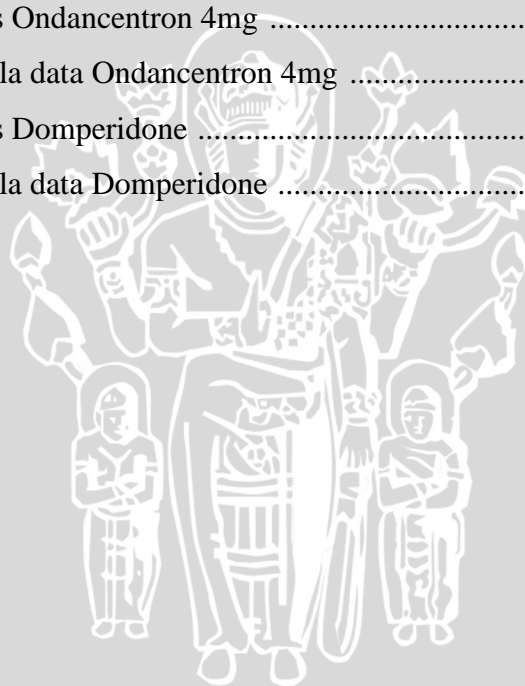 s Ondancentron 4mg ..............................
la data Ondancentron 4mg ....................
s Domperidone ......................................
la data Domperidone ............................